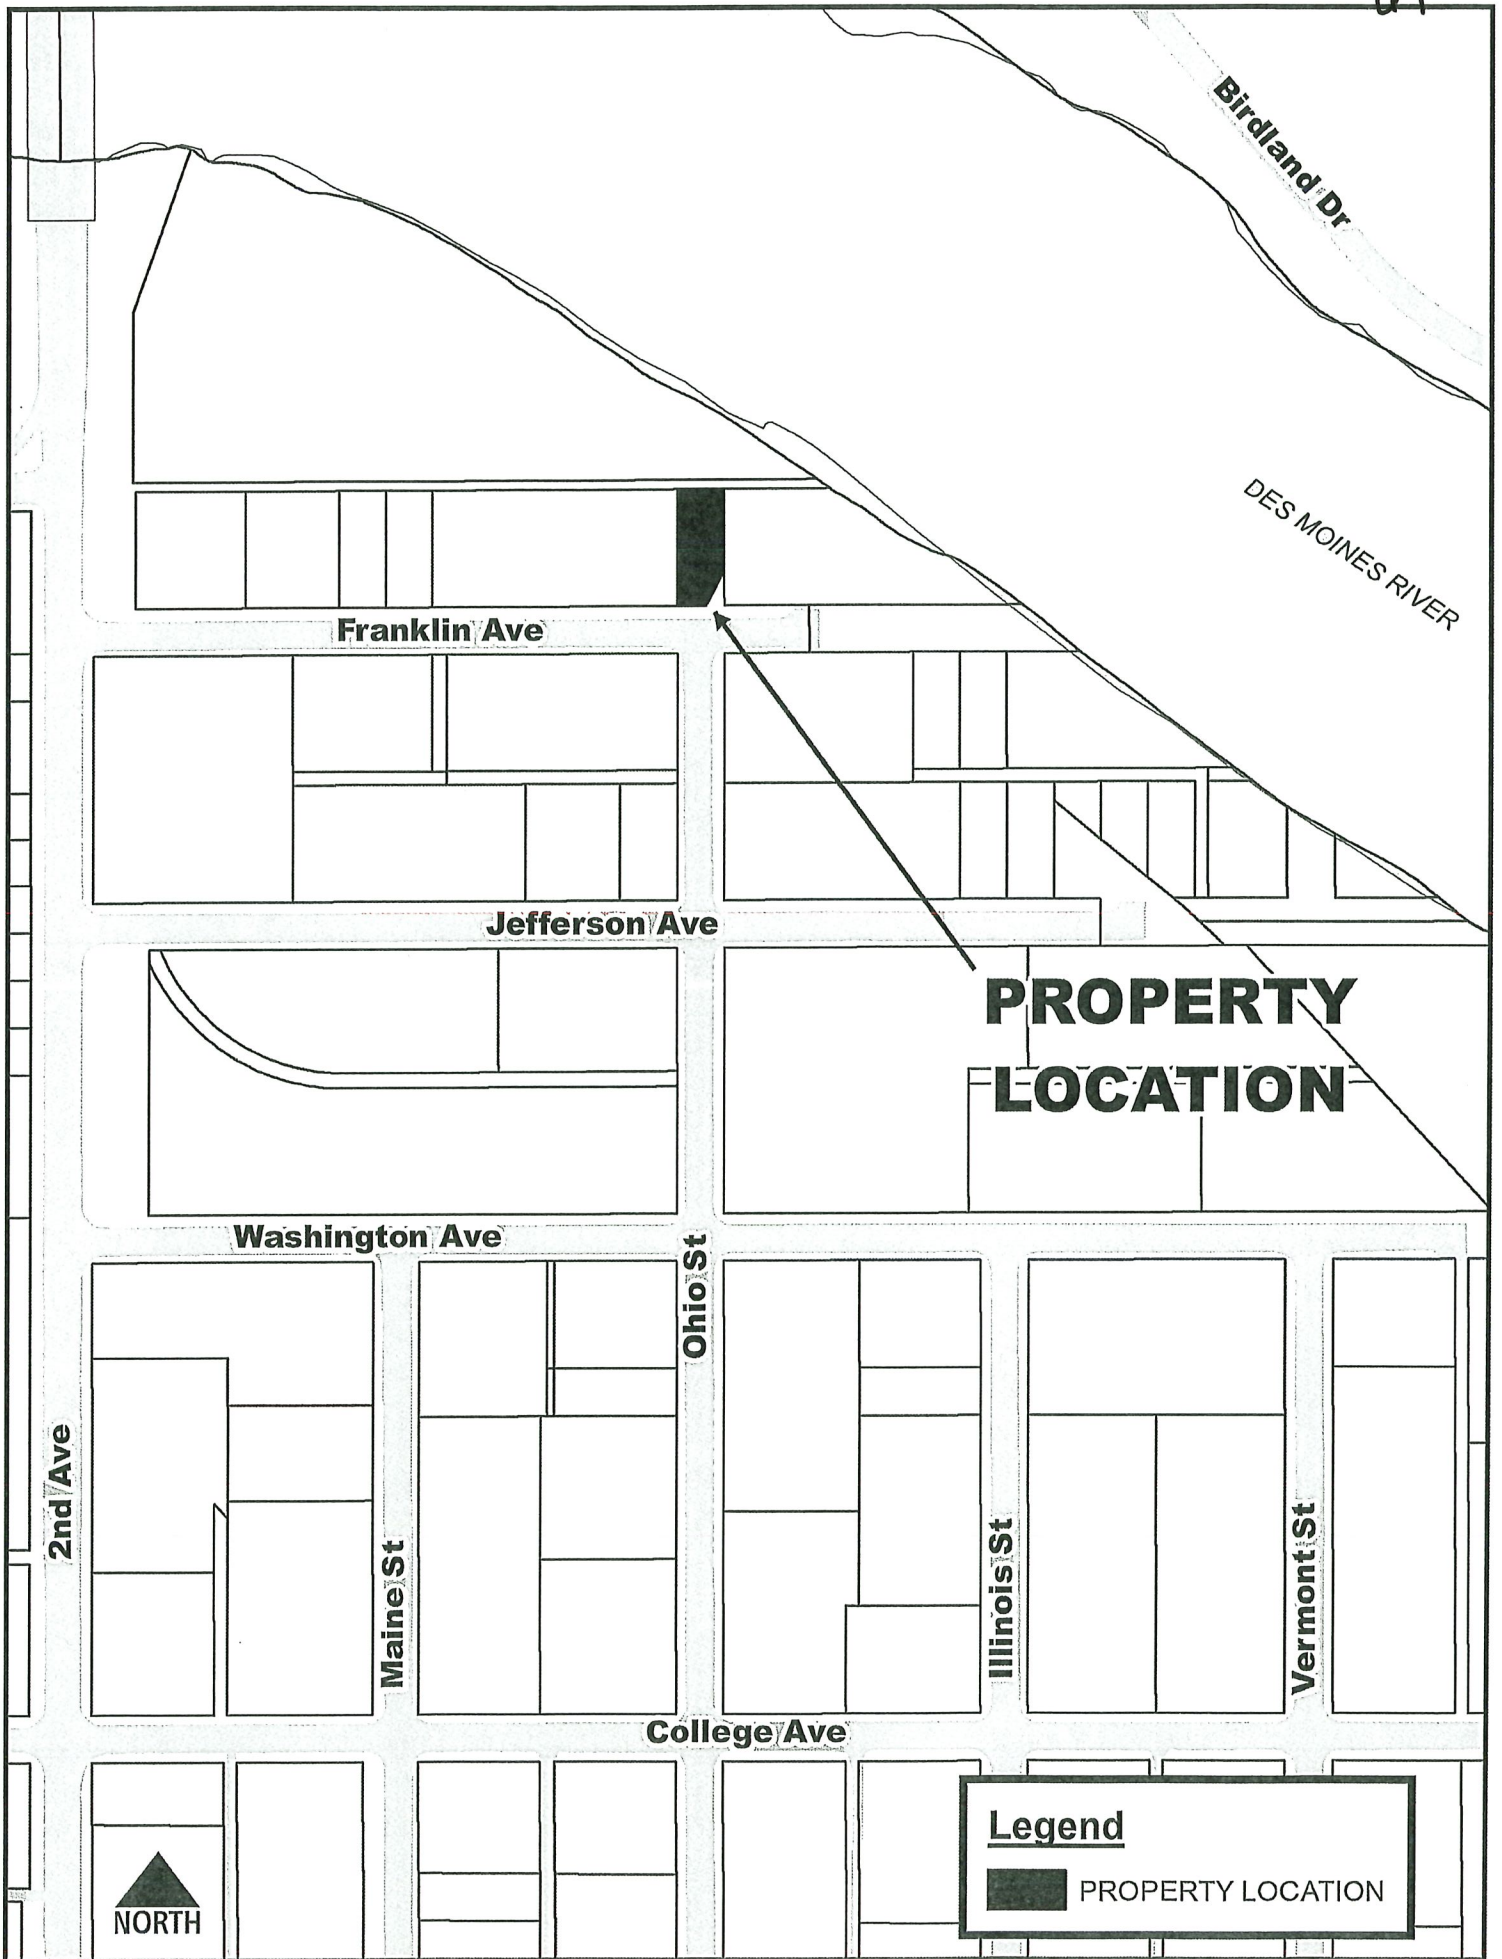 Birdland Dr
DES MOINES RIVER
Franklin Ave
Jefferson Ave
PROPERTY
LOCATION
Washington Ave
Ohio St
2nd Ave
Maine St
Illinois St
Vermont St
College Ave
Legend
PROPERTY LOCATION
NORTH